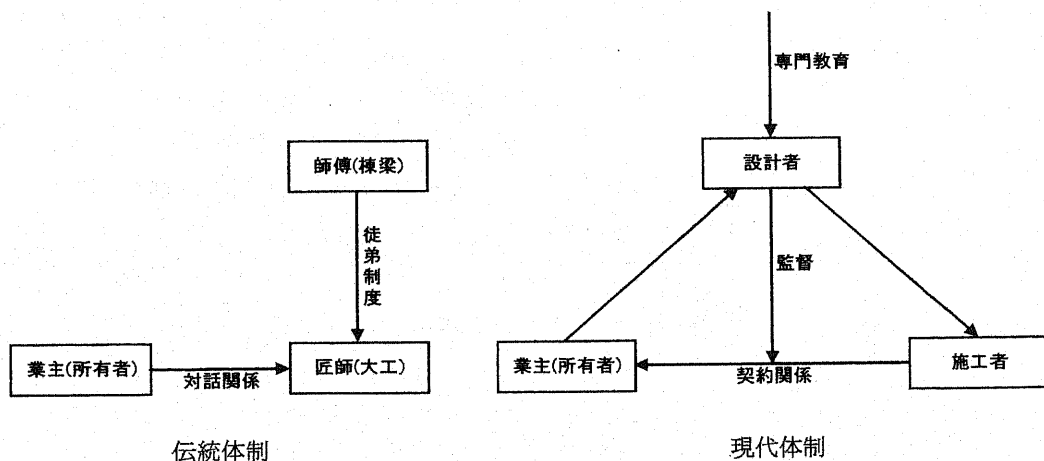 師傅(棟梁)
徒弟制度
業主(所有者)
対話関係
匠師(大工)
伝統体制
専門教育
設計者
監督
業主(所有者)
契約関係
施工者
現代体制